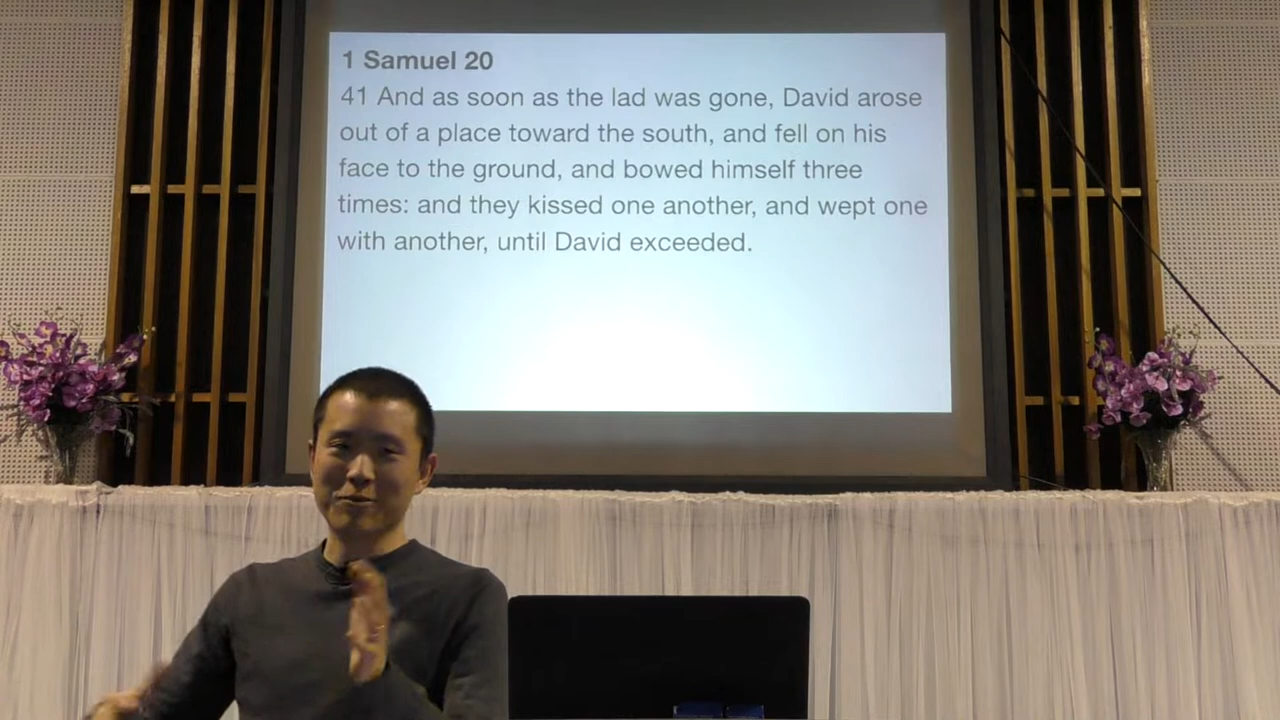 1 Samuel 20
41 And as soon as the lad was gone, David arose
out of a place toward the south, and fell on his
face to the ground, and bowed himself three
times: and they kissed one another, and wept one
with another, until David exceeded.